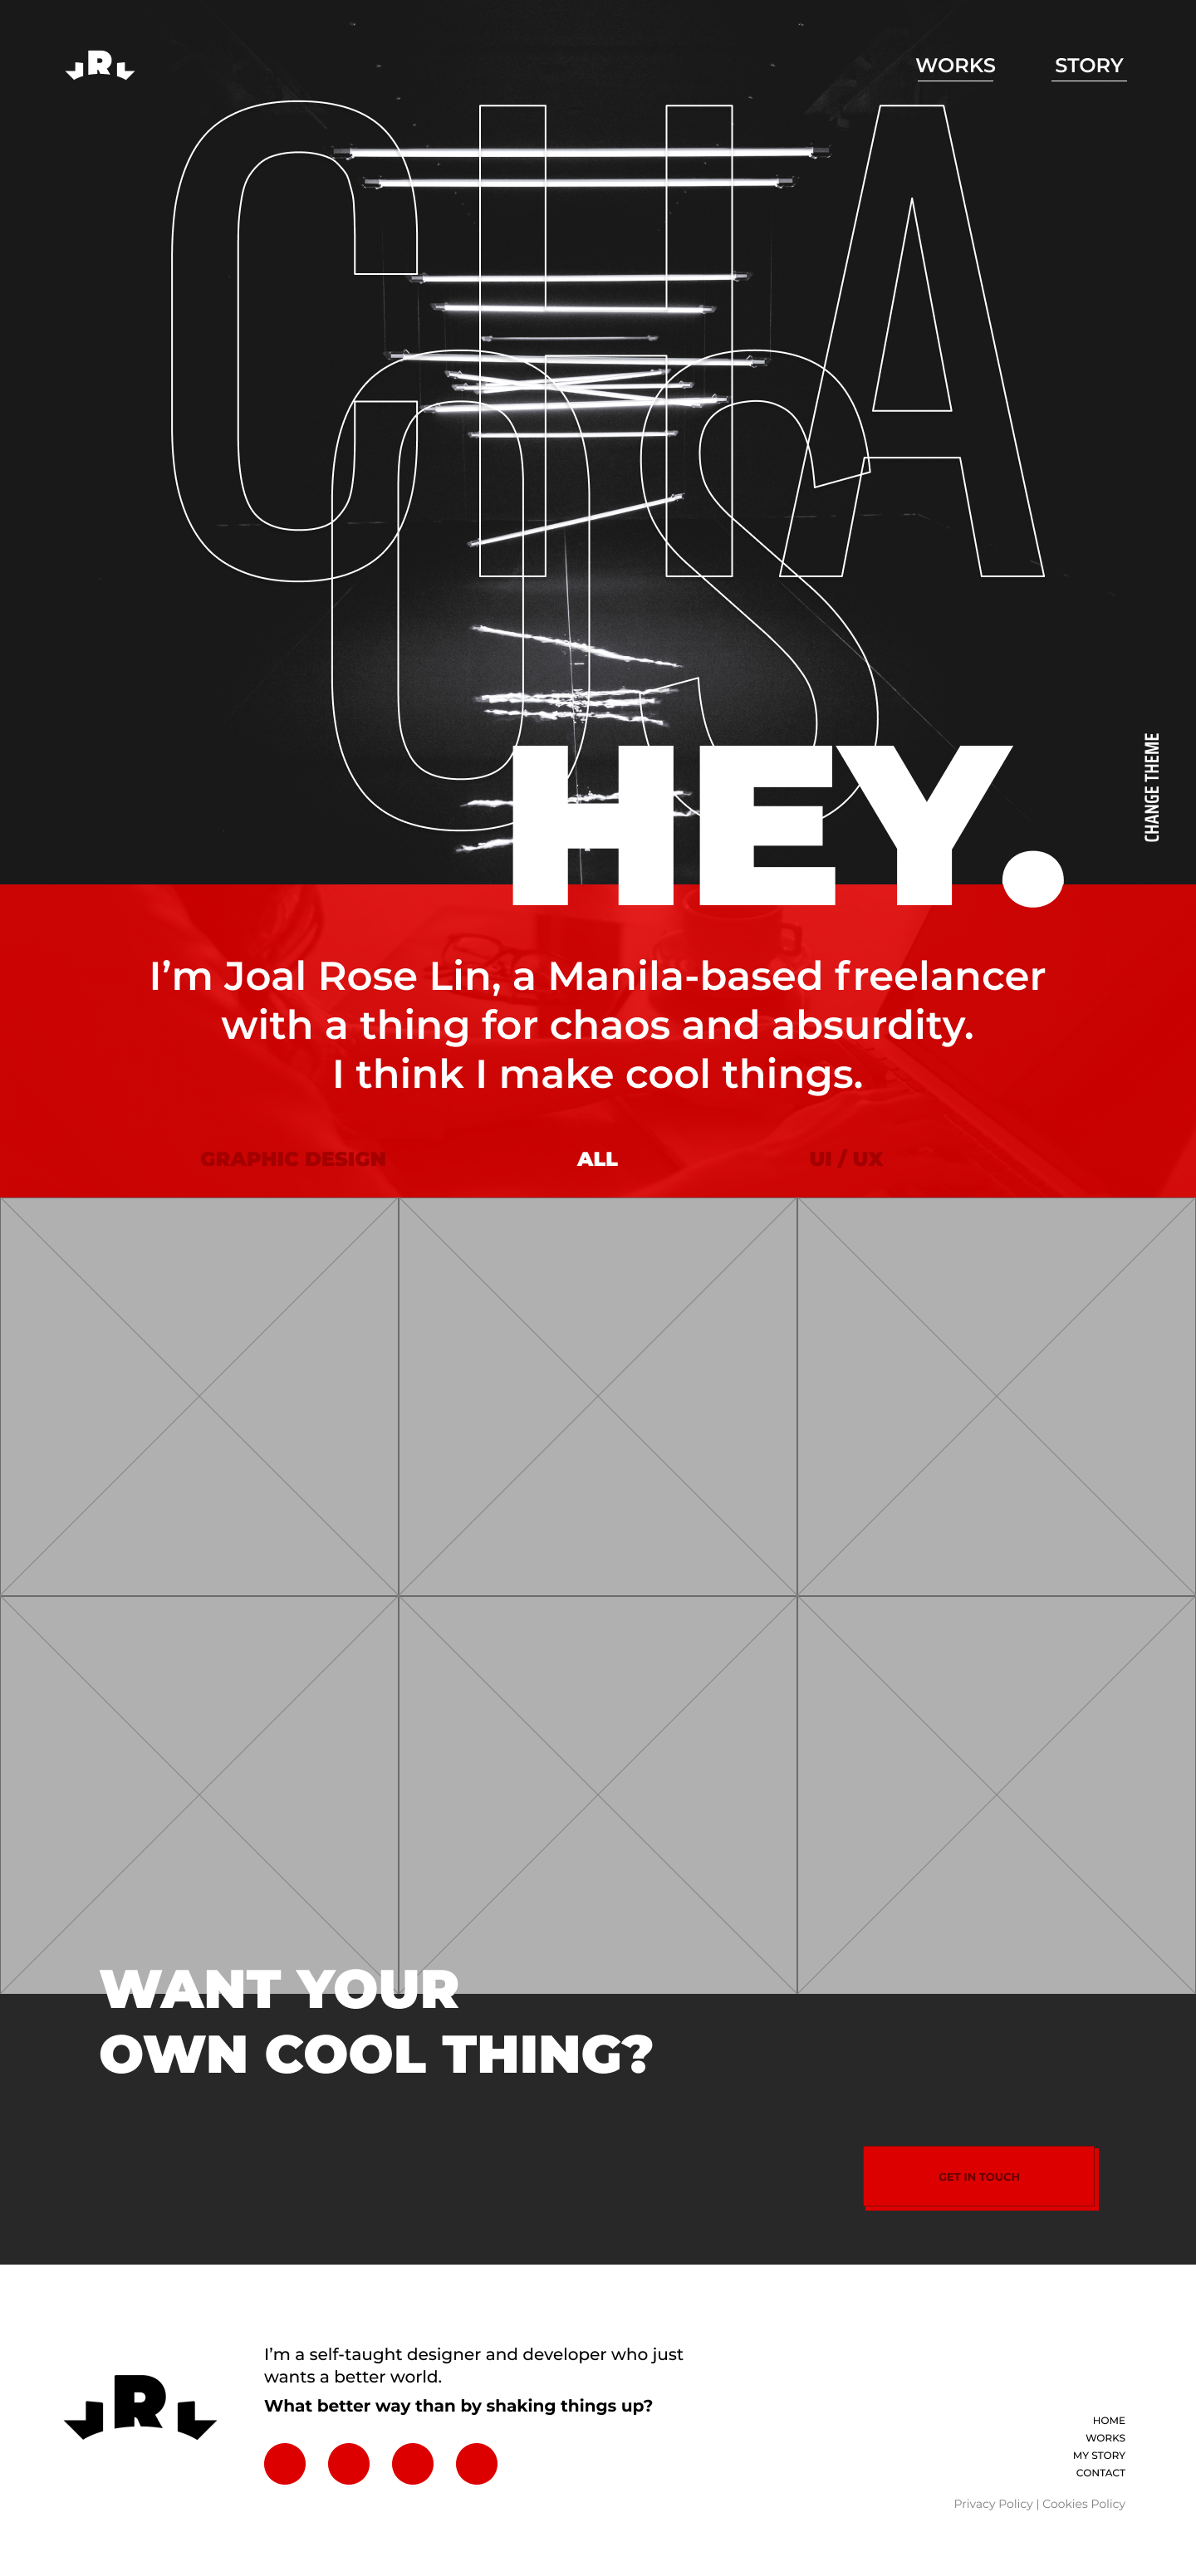 JRL
WORKS
STORY
CHA
OS
HEY.
CHANGE THEME
I’m Joal Rose Lin, a Manila-based freelancer
with a thing for chaos and absurdity.
I think I make cool things.
GRAPHIC DESIGN
ALL
UI / UX
WANT YOUR
OWN COOL THING?
GET IN TOUCH
JRL
I’m a self-taught designer and developer who just
wants a better world.
What better way than by shaking things up?
HOME
WORKS
MY STORY
CONTACT
Privacy Policy | Cookies Policy